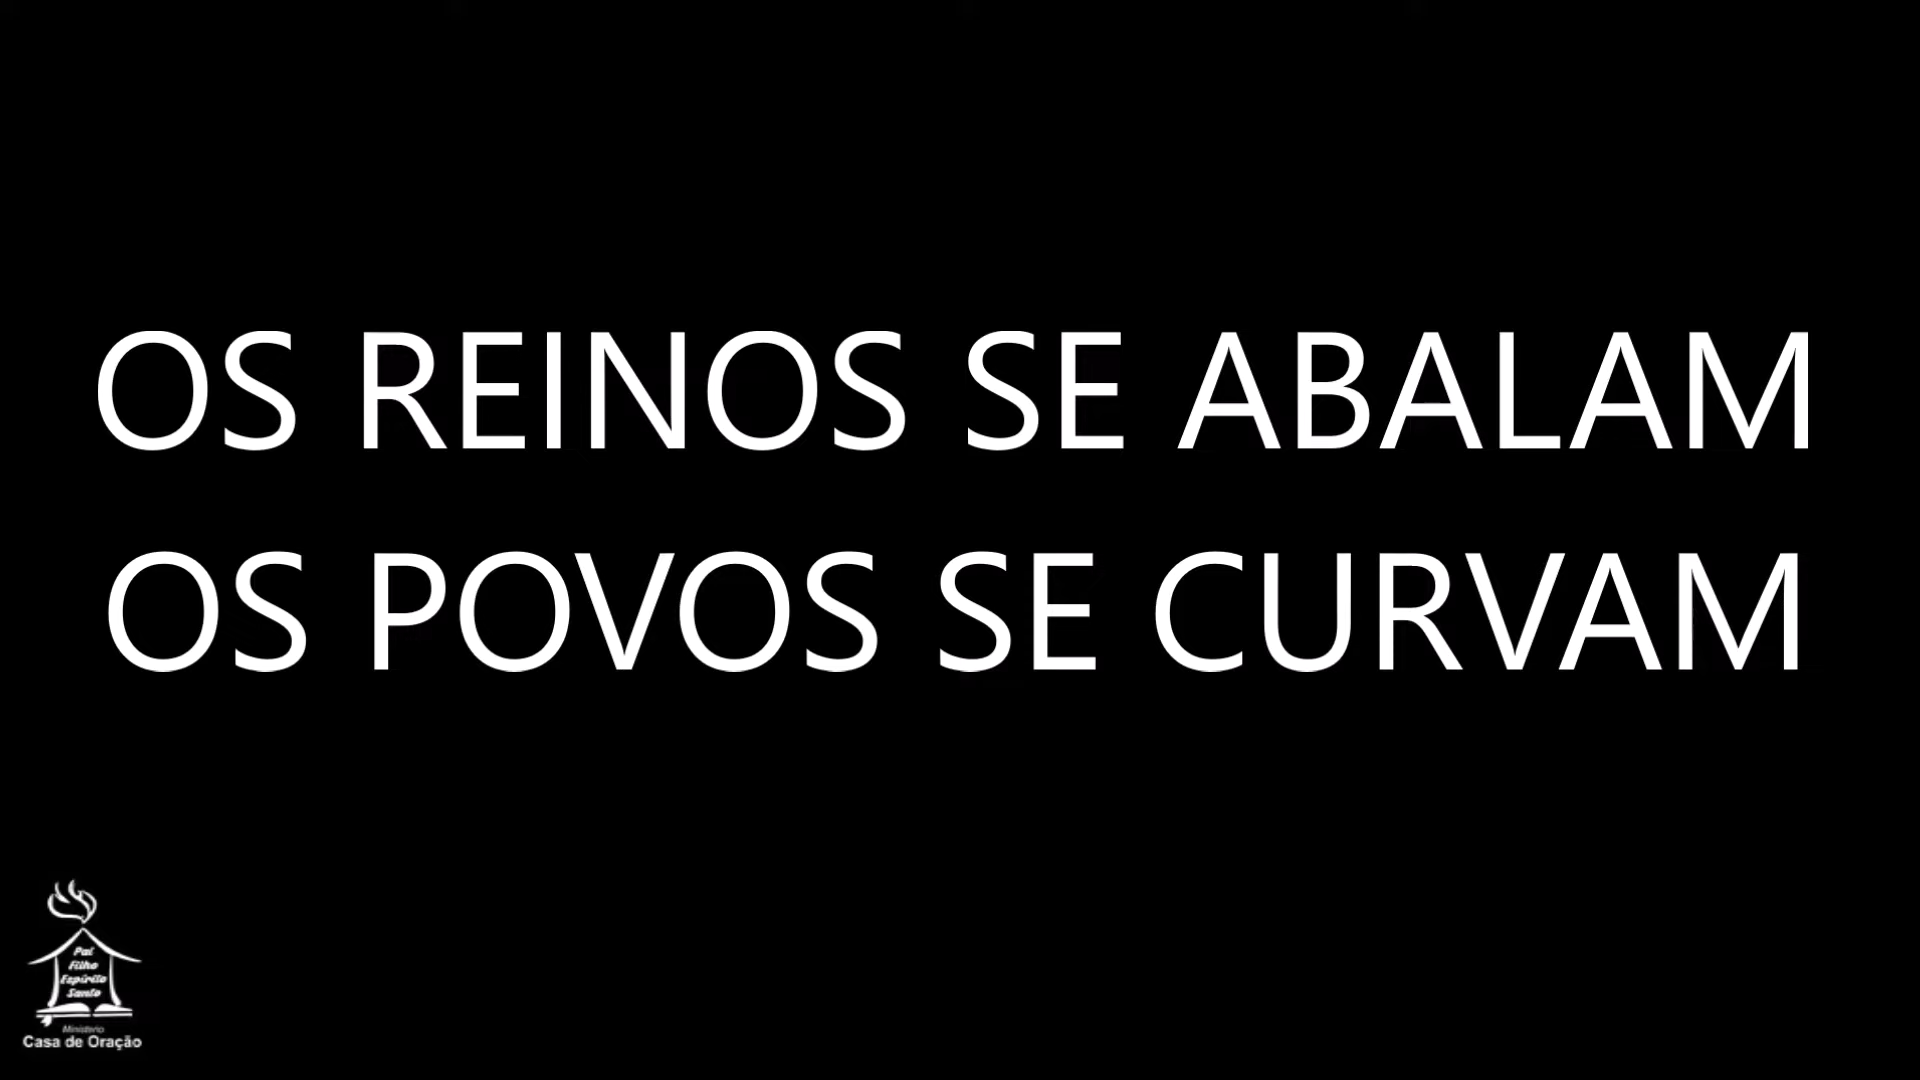 OS REINOS SE ABALAM
OS POVOS SE CURVAM
Pai
Filho
Espírito
Santo
Ministério
Casa de Oração